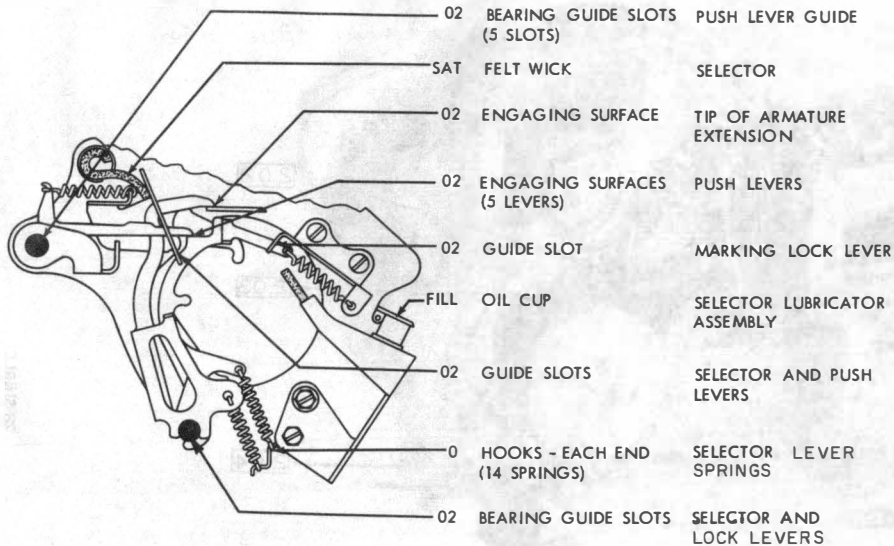 02 BEARING GUIDE SLOTS PUSH LEVER GUIDE
(5 SLOTS)
SAT FELT WICK SELECTOR
02 ENGAGING SURFACE TIP OF ARMATURE
EXTENSION
02 ENGAGING SURFACES PUSH LEVERS
(5 LEVERS)
02 GUIDE SLOT MARKING LOCK LEVER
FILL OIL CUP SELECTOR LUBRICATOR
ASSEMBLY
02 GUIDE SLOTS SELECTOR AND PUSH
LEVERS
0 HOOKS - EACH END SELECTOR LEVER
(14 SPRINGS) SPRINGS
02 BEARING GUIDE SLOTS SELECTOR AND
LOCK LEVERS